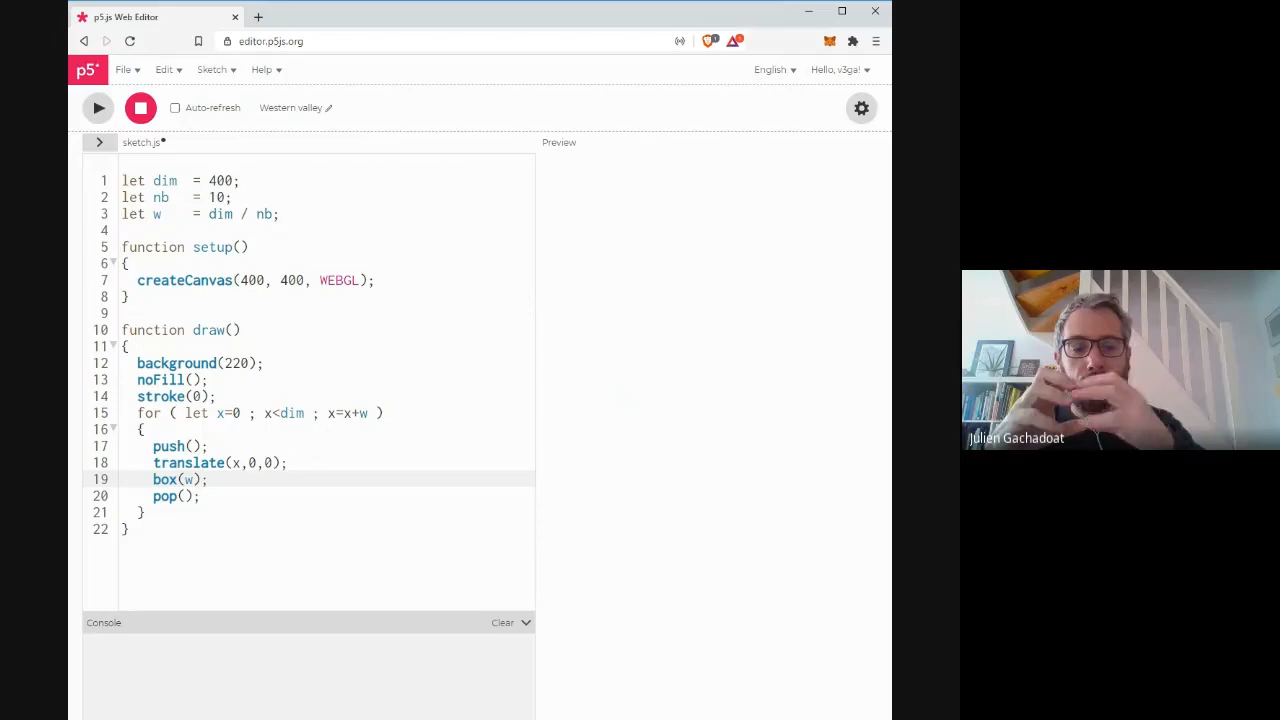 p5.js Web Editor
editor.p5js.org
1
p5* File Edit Sketch Help English Hello, v3ga!
Auto-refresh Western valley
sketch.js Preview
1 let dim = 400;
2 let nb = 10;
3 let w = dim / nb;
4
5 function setup()
6 {
7 createCanvas(400, 400, WEBGL);
8 }
9
10 function draw()
11 {
12 background(220);
13 noFill();
14 stroke(0);
15 for ( let x=0 ; x<dim ; x=x+w )
16 {
17 push();
18 translate(x,0,0);
19 box(w);
20 pop();
21 }
22 }
Console Clear
Julien Gachadoat